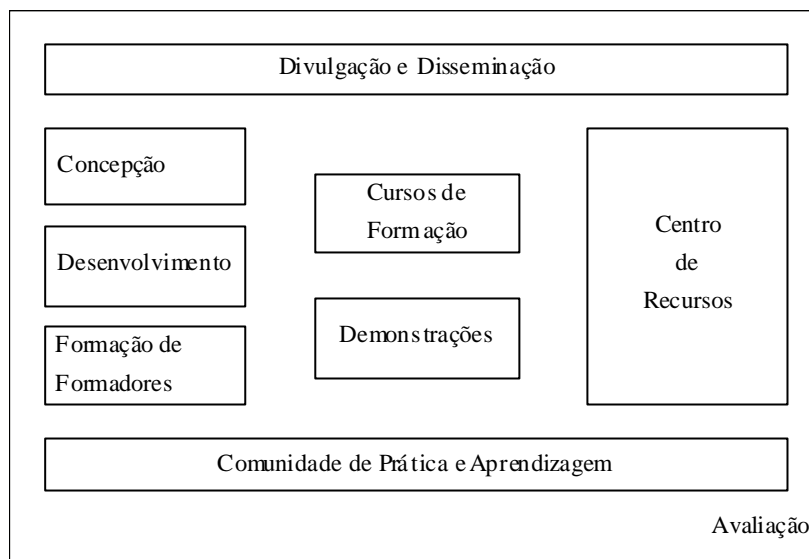 Divulgação e Disseminação
Concepção
Desenvolvimento
Formação de
Formadores
Cursos de
Formação
Demonstrações
Centro
de
Recursos
Comunidade de Prática e Aprendizagem
Avaliação